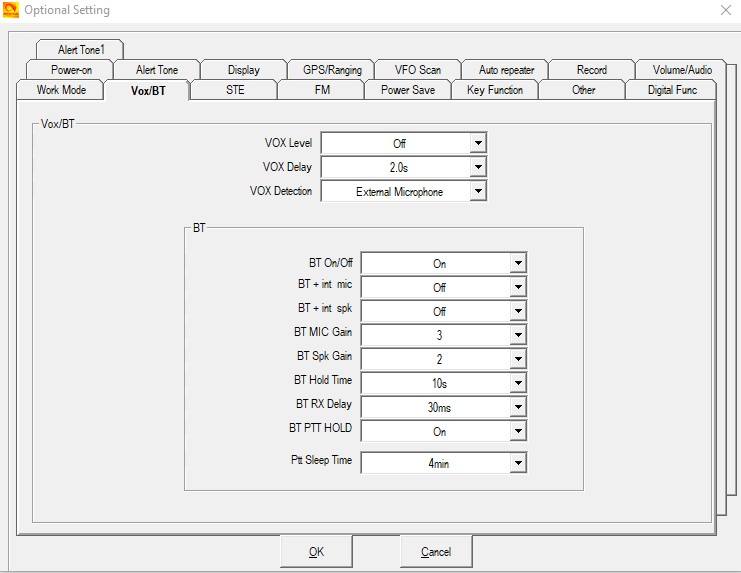 Optional Setting
Alert Tone1
Power-on Alert Tone Display GPS/Ranging VFO Scan Auto repeater Record Volume/Audio
Work Mode Vox/BT STE FM Power Save Key Function Other Digital Func
Vox/BT
VOX Level Off
VOX Delay 2.0s
VOX Detection External Microphone
BT
BT On/Off On
BT + int mic Off
BT + int spk Off
BT MIC Gain 3
BT Spk Gain 2
BT Hold Time 10s
BT RX Delay 30ms
BT PTT HOLD On
Ptt Sleep Time 4min
OK Cancel